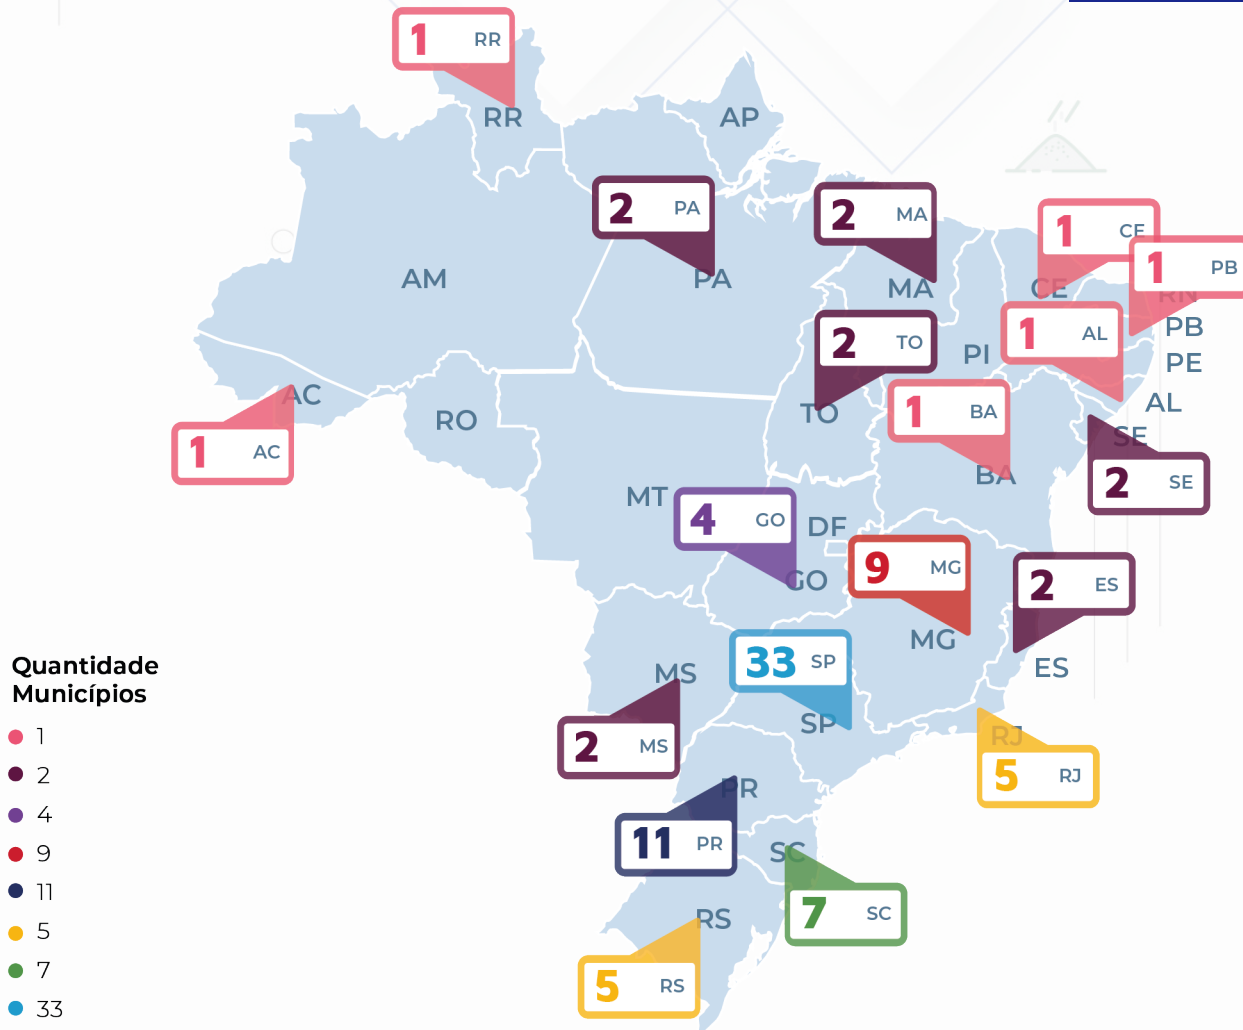 1 RR
RR
AP
2 PA
2 MA
1 CE
1 PB
AM
PA
MA
CE
RN
PB
1 AL
2 TO
PI
PE
AC
TO
1 BA
AL
RO
SE
1 AC
BA
2 SE
MT
4 GO
DF
GO
9 MG
2 ES
MG
ES
33 SP
MS
SP
2 MS
RJ
5 RJ
PR
11 PR
SC
7 SC
RS
5 RS
Quantidade
Municípios
1
2
4
9
11
5
7
33